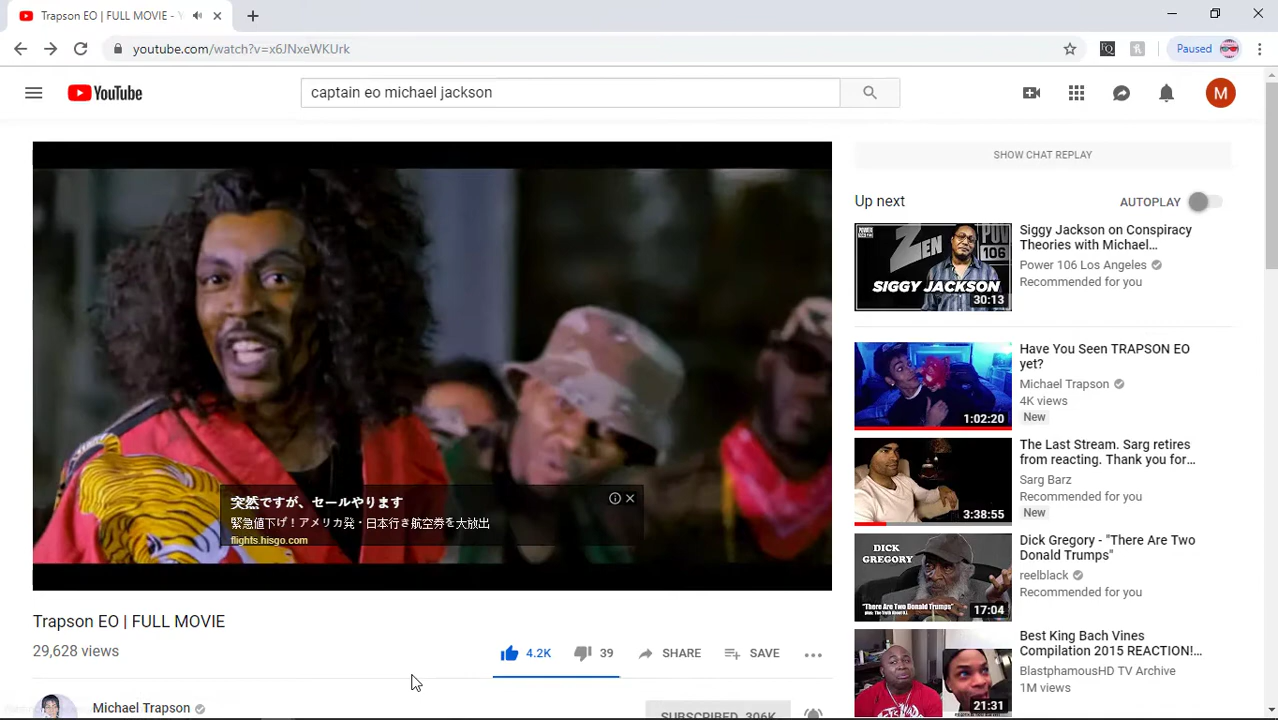 Trapson EO | FULL MOVIE - Y
youtube.com/watch?v=x6JNxeWKUrk
Paused
YouTube
captain eo michael jackson
M
突然ですが、セールやります
緊急値下げ！アメリカ発・日本行き航空券を大放出
flights.hisgo.com
Trapson EO | FULL MOVIE
29,628 views
4.2K
39
SHARE
SAVE
Michael Trapson
SUBSCRIBED 306K
SHOW CHAT REPLAY
Up next
AUTOPLAY
ZEN
POWER 106
SIGGY JACKSON
30:13
Siggy Jackson on Conspiracy
Theories with Michael...
Power 106 Los Angeles
Recommended for you
1:02:20
Have You Seen TRAPSON EO
yet?
Michael Trapson
4K views
New
3:38:55
The Last Stream. Sarg retires
from reacting. Thank you for...
Sarg Barz
Recommended for you
New
DICK
GREGORY
"There Are Two Donald Trumps"
17:04
Dick Gregory - "There Are Two
Donald Trumps"
reelblack
Recommended for you
21:31
Best King Bach Vines
Compilation 2015 REACTION!...
BlastphamousHD TV Archive
1M views